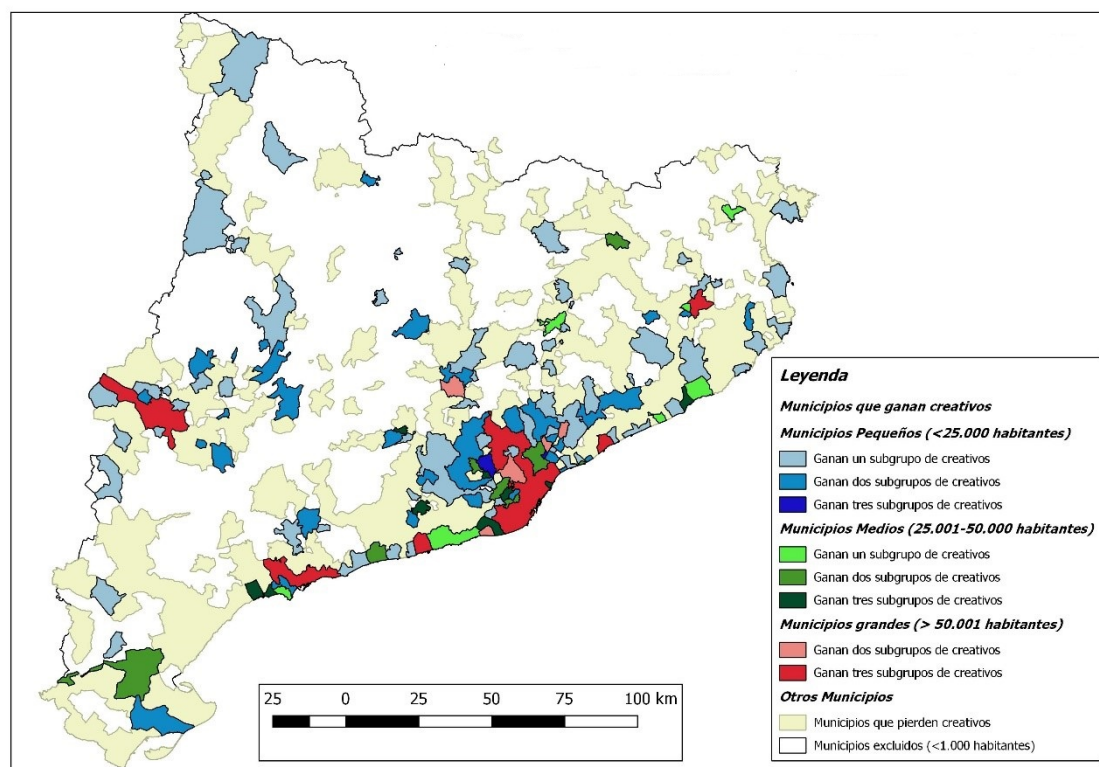 Leyenda
Municipios que ganan creativos
Municipios Pequeños (<25.000 habitantes)
Ganan un subgrupo de creativos
Ganan dos subgrupos de creativos
Ganan tres subgrupos de creativos
Municipios Medios (25.001-50.000 habitantes)
Ganan un subgrupo de creativos
Ganan dos subgrupos de creativos
Ganan tres subgrupos de creativos
Municipios grandes (> 50.001 habitantes)
Ganan dos subgrupos de creativos
Ganan tres subgrupos de creativos
Otros Municipios
Municipios que pierden creativos
Municipios excluidos (<1.000 habitantes)
25 0 25 50 75 100 km